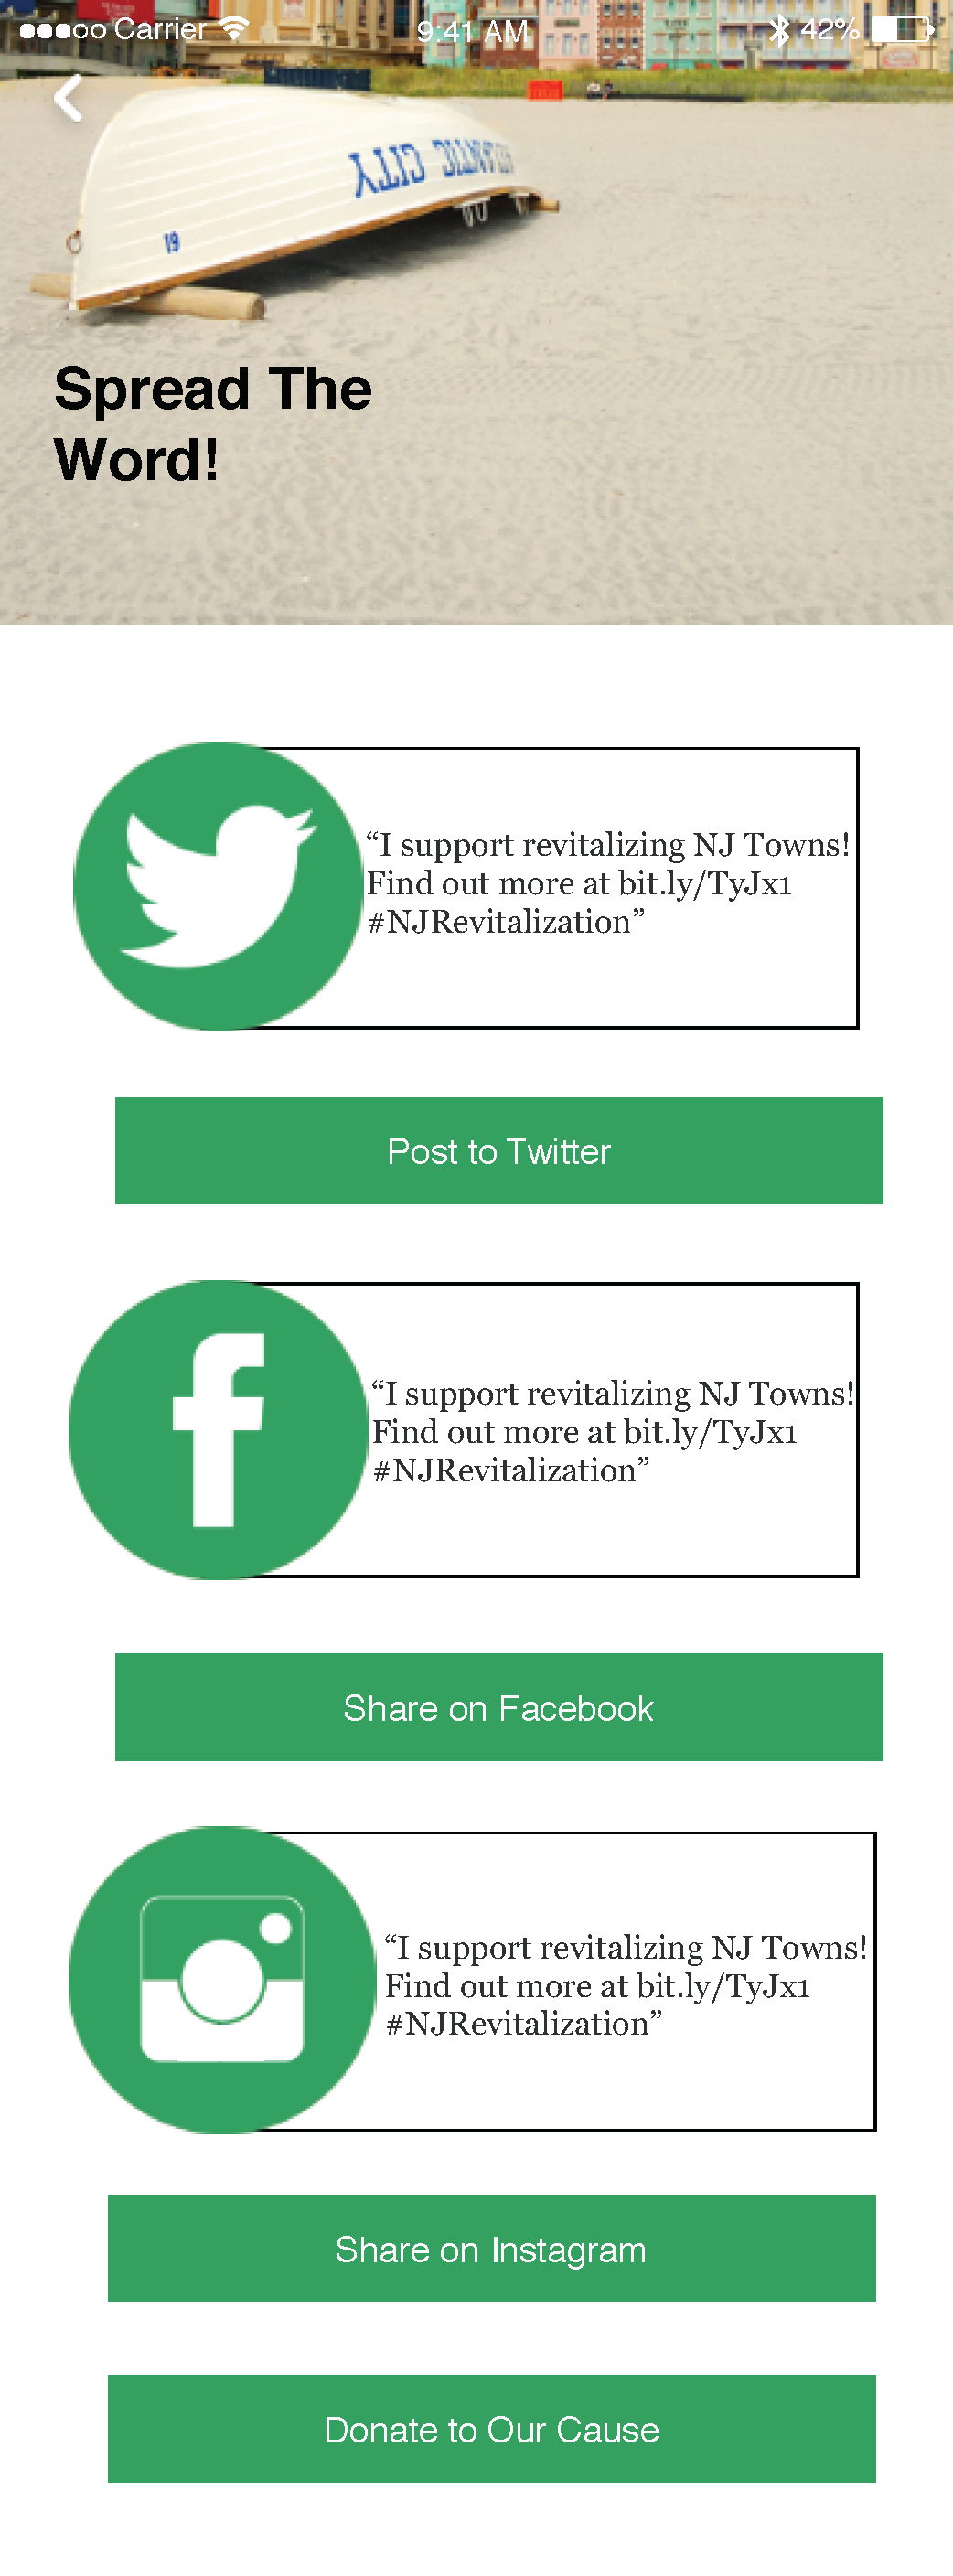 Carrier 9:41 AM 42%
ATLANTIC CITY
19
Spread The
Word!
“I support revitalizing NJ Towns!
Find out more at bit.ly/TyJx1
#NJRevitalization”
Post to Twitter
“I support revitalizing NJ Towns!
Find out more at bit.ly/TyJx1
#NJRevitalization”
Share on Facebook
“I support revitalizing NJ Towns!
Find out more at bit.ly/TyJx1
#NJRevitalization”
Share on Instagram
Donate to Our Cause